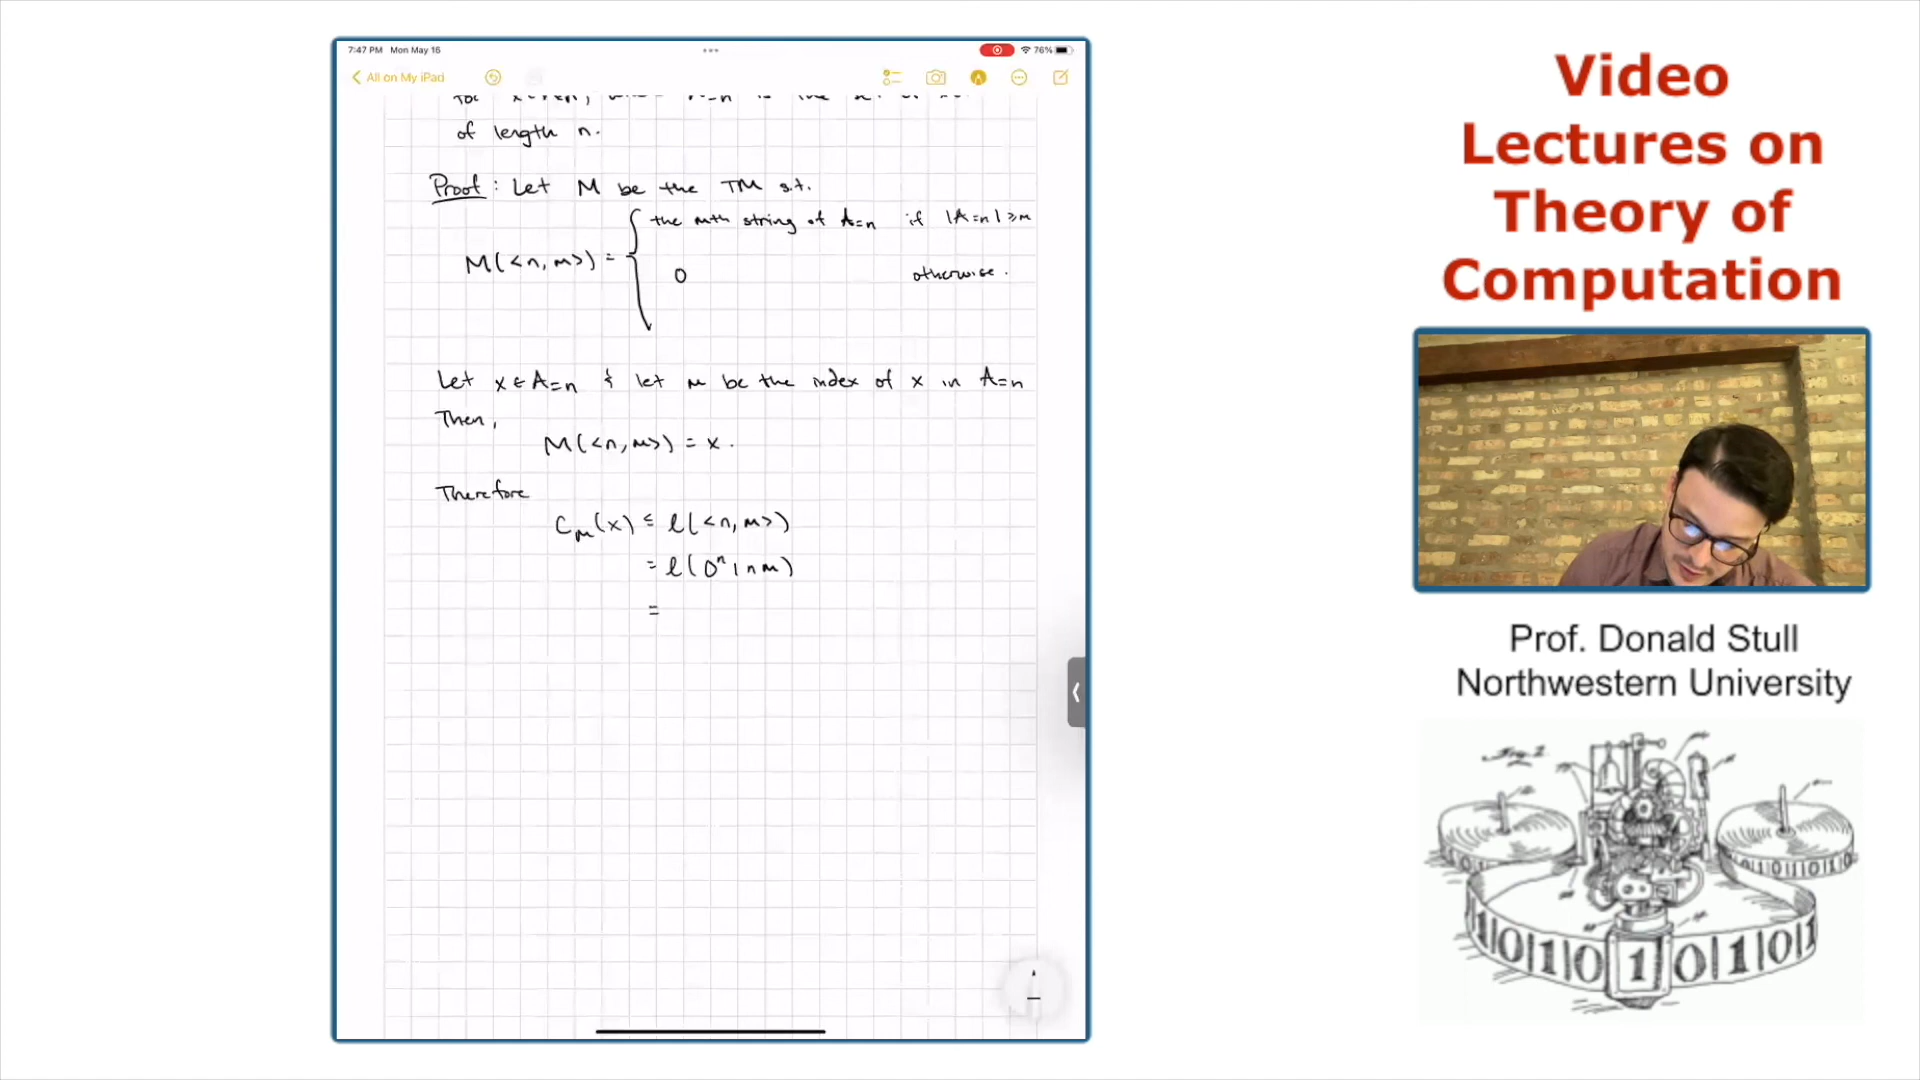 7:47 PM Mon May 16
76%
All on My iPad
of length n.
Proof: Let M be the TM s.t.
M(<n, m>) = { the mth string of A=n if |A=n| ≥ m
0 otherwise.
Let x ∈ A=n & let m be the index of x in A=n
Then,
M(<n, m>) = x.
Therefore
C_M(x) ≤ l(<n, m>)
= l(0ⁿ1nm)
=
Video
Lectures on
Theory of
Computation
Prof. Donald Stull
Northwestern University